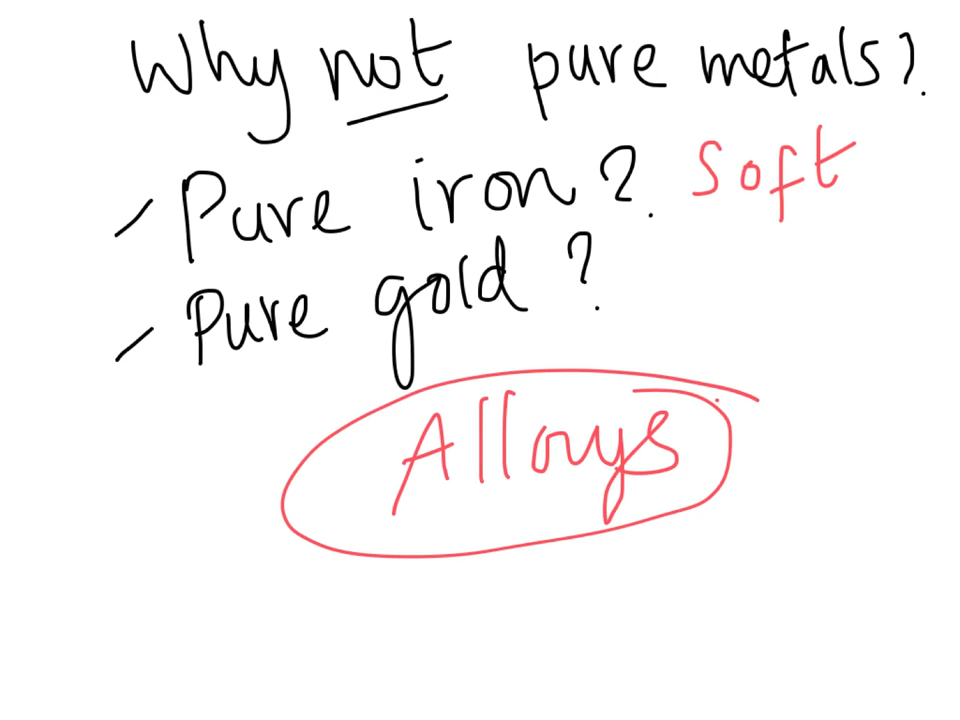 Why not pure metals?
- Pure iron? Soft
- Pure gold?
Alloys